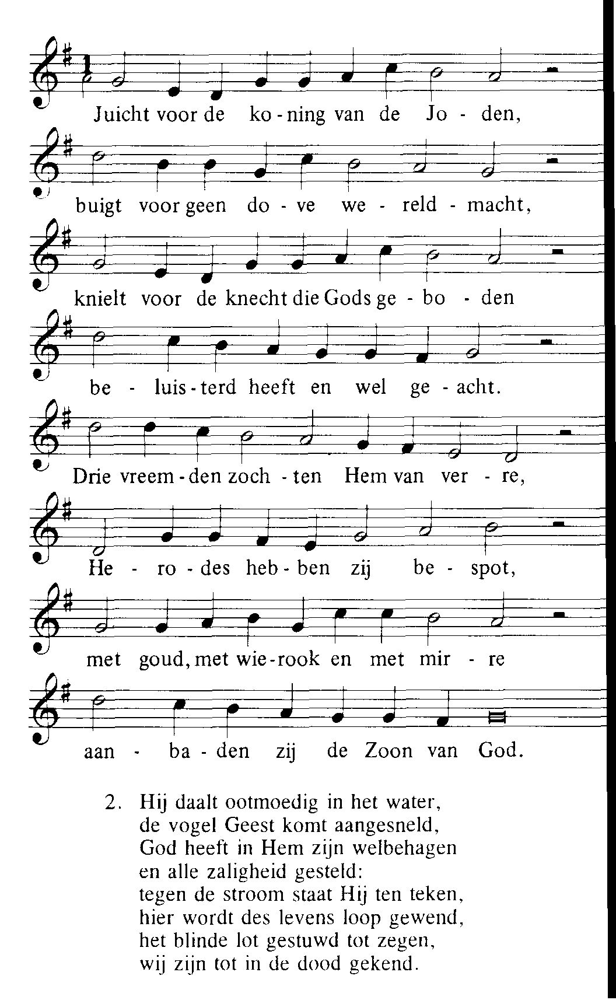 1
Juicht voor de ko - ning van de Jo - den,
buigt voor geen do - ve we - reld - macht,
knielt voor de knecht die Gods ge - bo - den
be - luis - terd heeft en wel ge - acht.
Drie vreem - den zoch - ten Hem van ver - re,
He - ro - des heb - ben zij be - spot,
met goud, met wie - rook en met mir - re
aan - ba - den zij de Zoon van God.
2. Hij daalt ootmoedig in het water,
de vogel Geest komt aangesneld,
God heeft in Hem zijn welbehagen
en alle zaligheid gesteld:
tegen de stroom staat Hij ten teken,
hier wordt des levens loop gewend,
het blinde lot gestuwd tot zegen,
wij zijn tot in de dood gekend.